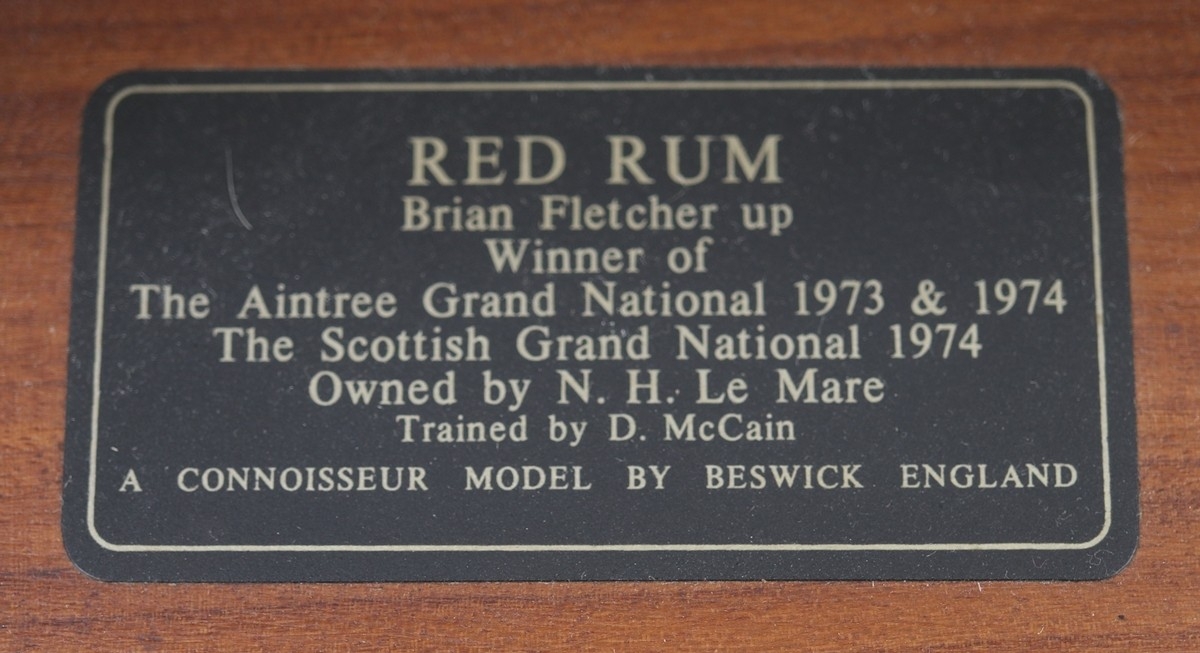 RED RUM
Brian Fletcher up
Winner of
The Aintree Grand National 1973 & 1974
The Scottish Grand National 1974
Owned by N. H. Le Mare
Trained by D. McCain
A CONNOISSEUR MODEL BY BESWICK ENGLAND